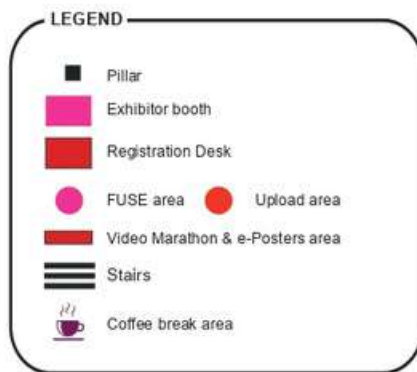 LEGEND
Pillar
Exhibitor booth
Registration Desk
FUSE area Upload area
Video Marathon & e-Posters area
Stairs
Coffee break area